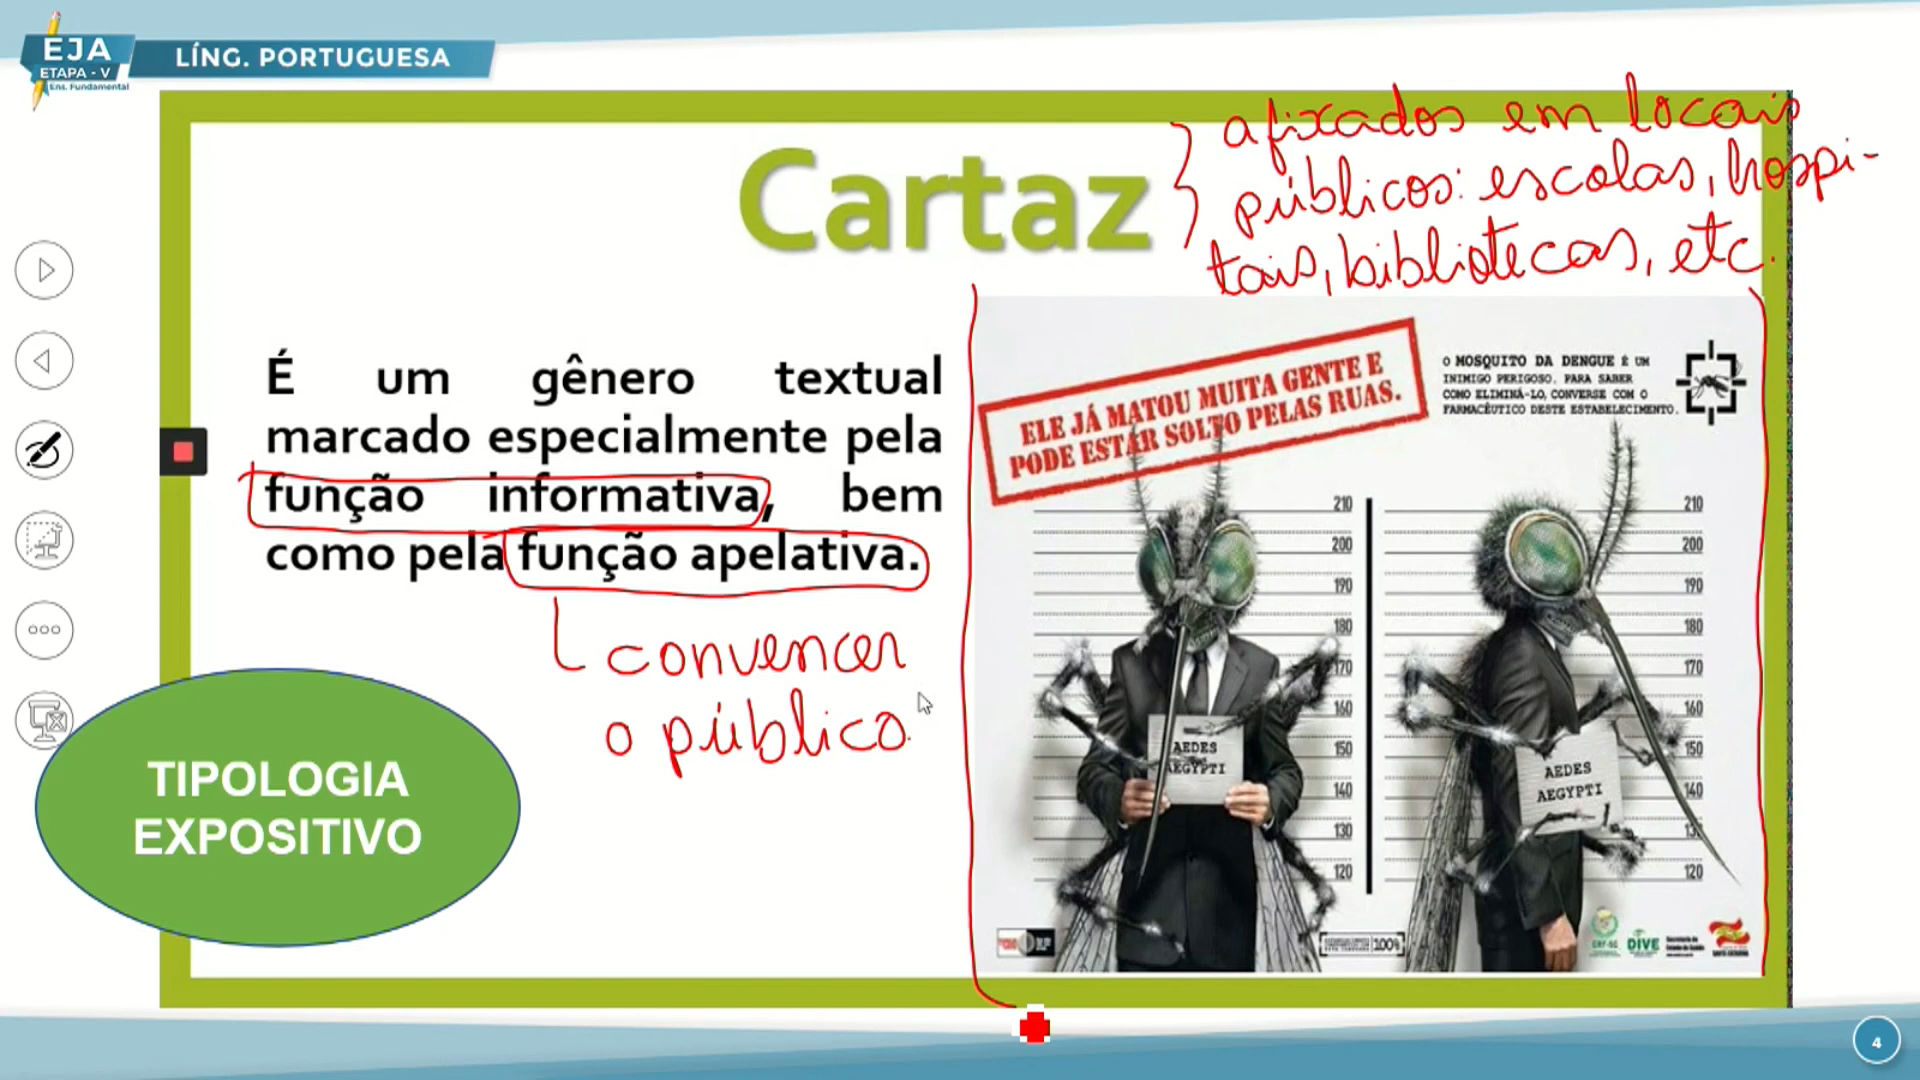 EJA
ETAPA - V
Ens. Fundamental
LÍNG. PORTUGUESA
Cartaz
afixados em locais
públicos: escolas, hospi-
tais, bibliotecas, etc.
É um gênero textual
marcado especialmente pela
função informativa, bem
como pela função apelativa.
convencer
o público.
TIPOLOGIA
EXPOSITIVO
ELE JÁ MATOU MUITA GENTE E
PODE ESTAR SOLTO PELAS RUAS.
O MOSQUITO DA DENGUE É UM
INIMIGO PERIGOSO. PARA SABER
COMO ELIMINÁ-LO, CONVERSE COM O
FARMACÊUTICO DESTE ESTABELECIMENTO.
210 210
200 200
190 190
180 180
170 170
160 160
150 150
140 140
130 13
120 120
AEDES
AEGYPTI
AEDES
AEGYPTI
100%
CRF-SC
DIVE
4